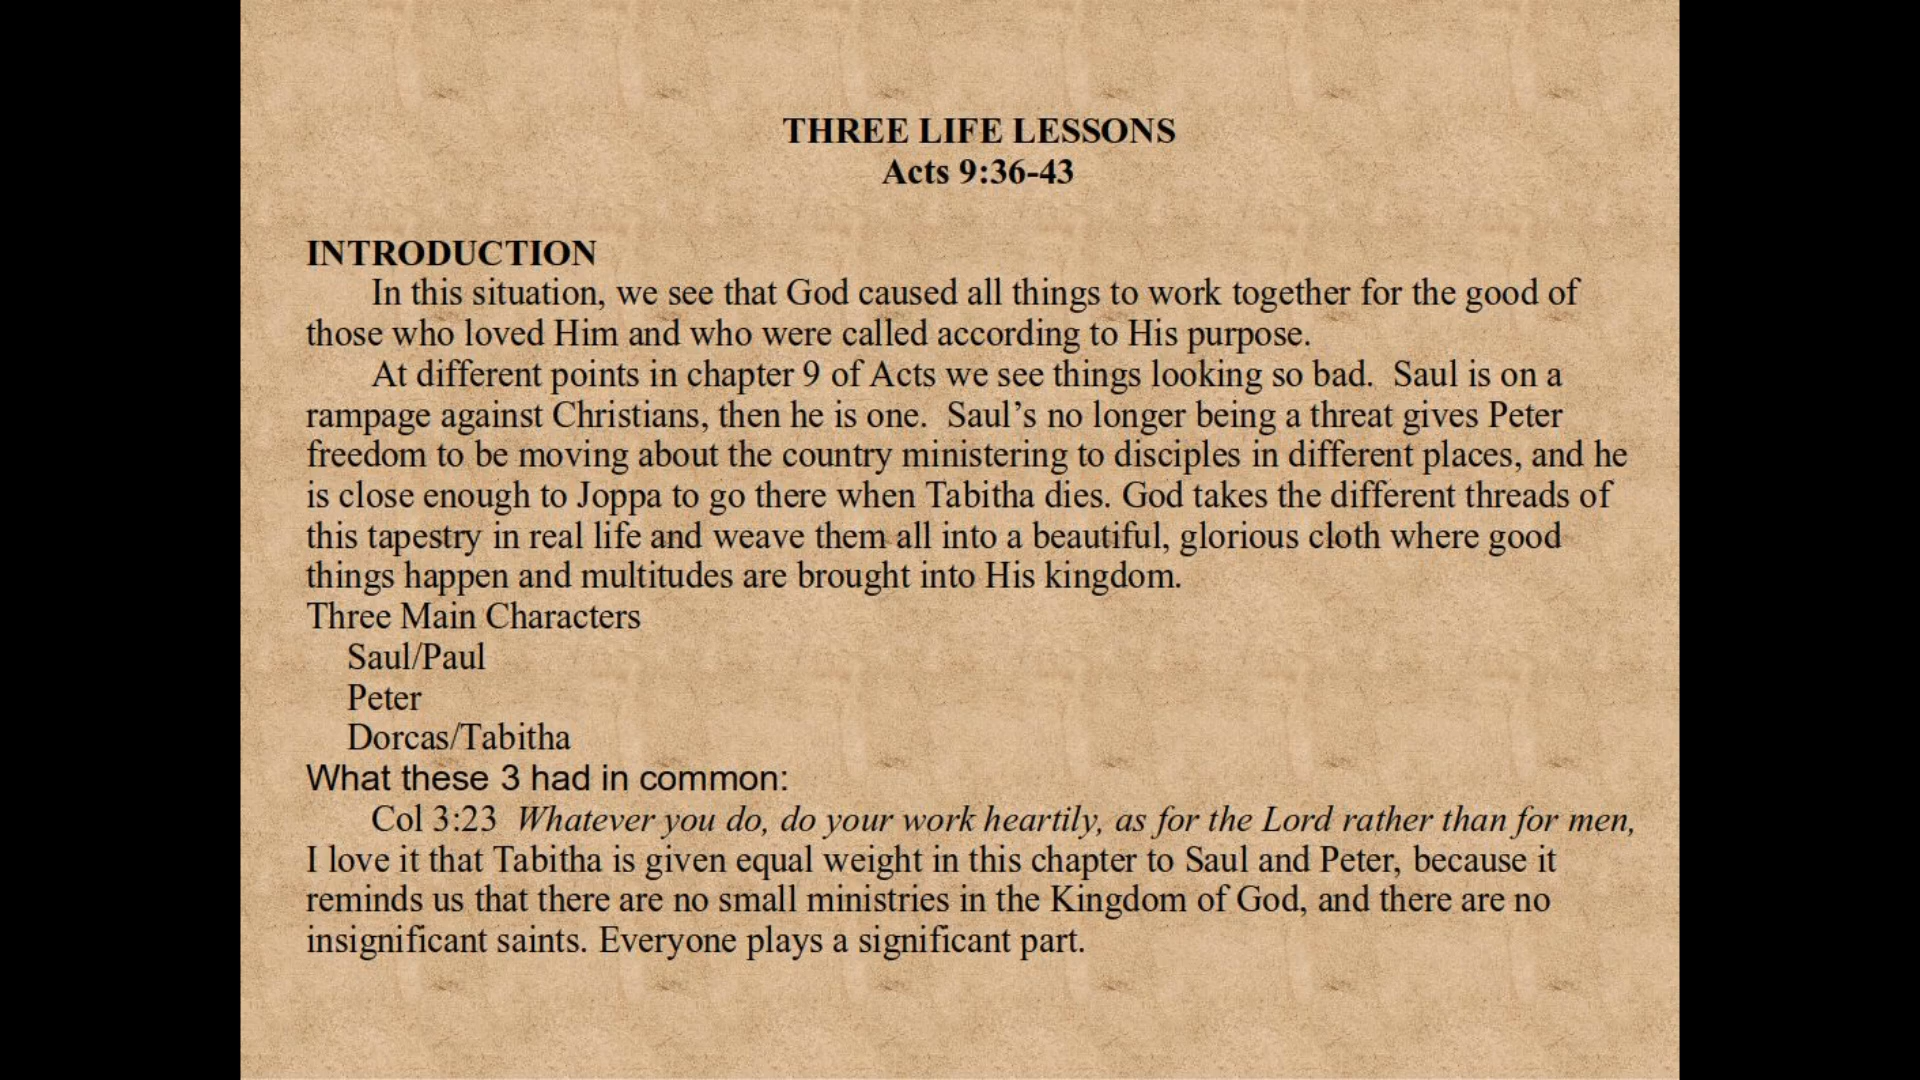 THREE LIFE LESSONS
Acts 9:36-43
INTRODUCTION
In this situation, we see that God caused all things to work together for the good of
those who loved Him and who were called according to His purpose.
At different points in chapter 9 of Acts we see things looking so bad.  Saul is on a
rampage against Christians, then he is one.  Saul’s no longer being a threat gives Peter
freedom to be moving about the country ministering to disciples in different places, and he
is close enough to Joppa to go there when Tabitha dies. God takes the different threads of
this tapestry in real life and weave them all into a beautiful, glorious cloth where good
things happen and multitudes are brought into His kingdom.
Three Main Characters
Saul/Paul
Peter
Dorcas/Tabitha
What these 3 had in common:
Col 3:23  Whatever you do, do your work heartily, as for the Lord rather than for men,
I love it that Tabitha is given equal weight in this chapter to Saul and Peter, because it
reminds us that there are no small ministries in the Kingdom of God, and there are no
insignificant saints. Everyone plays a significant part.